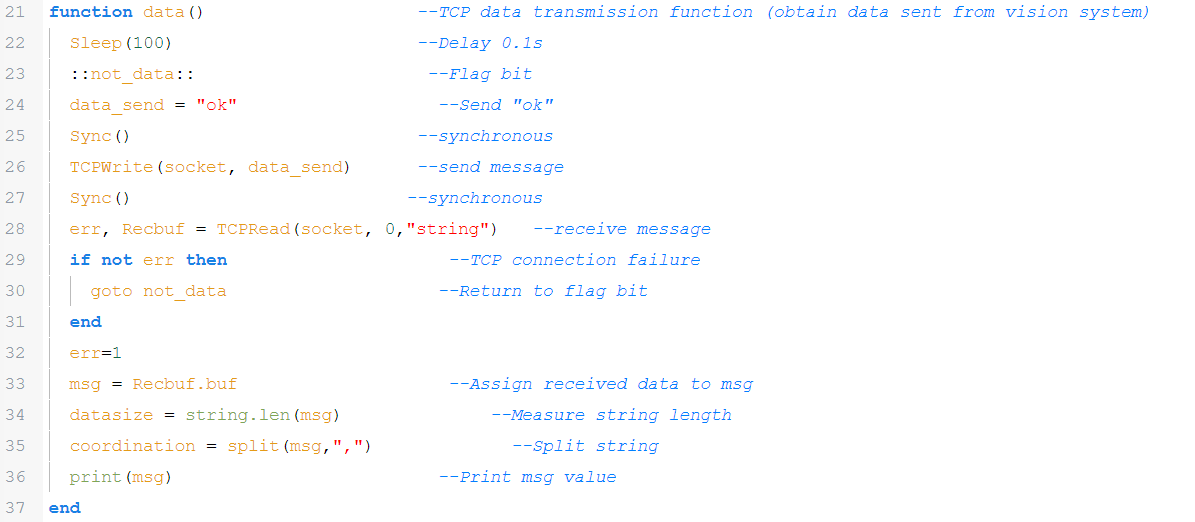 21 function data() --TCP data transmission function (obtain data sent from vision system)
22 Sleep(100) --Delay 0.1s
23 ::not_data:: --Flag bit
24 data_send = "ok" --Send "ok"
25 Sync() --synchronous
26 TCPWrite(socket, data_send) --send message
27 Sync() --synchronous
28 err, Recbuf = TCPRead(socket, 0,"string") --receive message
29 if not err then --TCP connection failure
30 goto not_data --Return to flag bit
31 end
32 err=1
33 msg = Recbuf.buf --Assign received data to msg
34 datasize = string.len(msg) --Measure string length
35 coordination = split(msg,",") --Split string
36 print(msg) --Print msg value
37 end